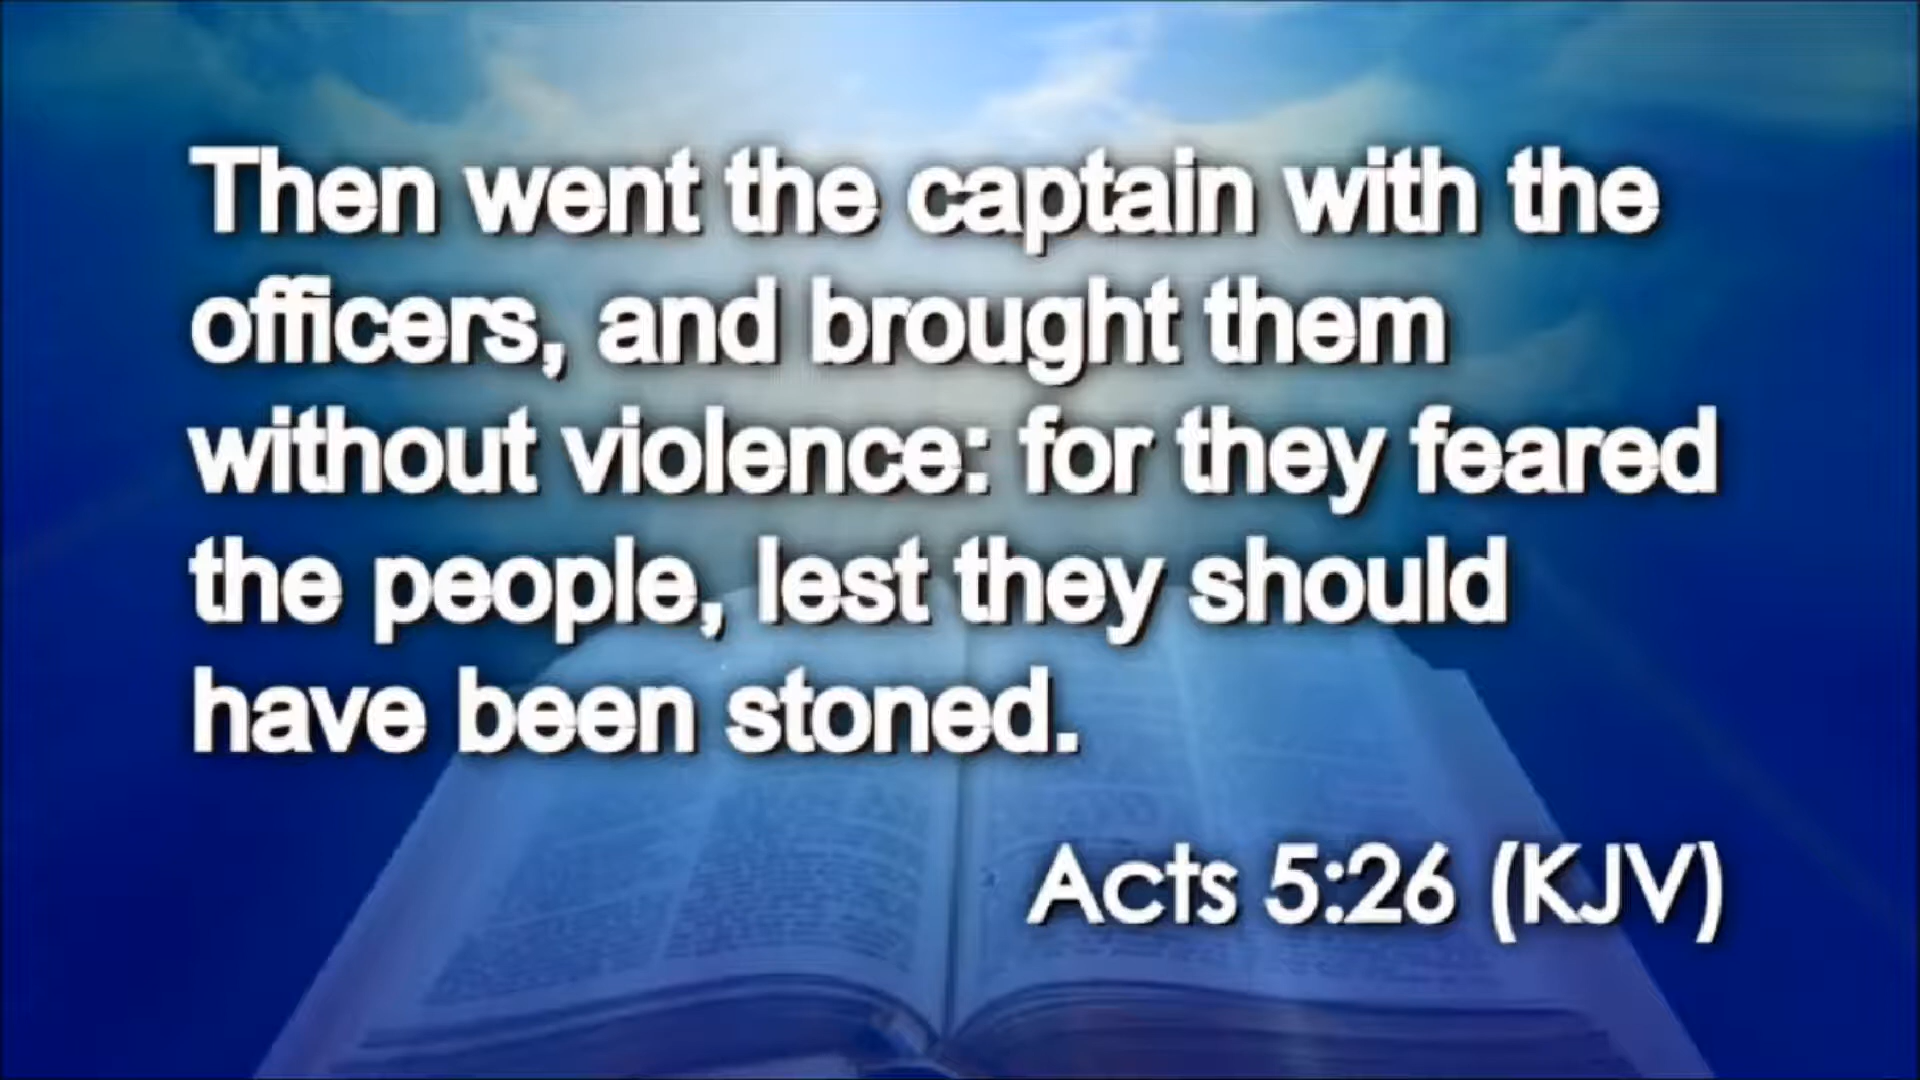 Then went the captain with the
officers, and brought them
without violence: for they feared
the people, lest they should
have been stoned.
Acts 5:26 (KJV)